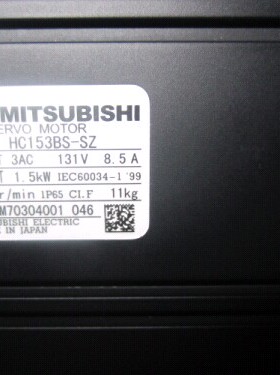 MITSUBISHI
ERVO MOTOR
HC153BS-SZ
T 3AC 131V 8.5A
T 1.5kW IEC60034-1 '99
r/min IP65 CI.F 11kg
M70304001 046
UBISHI ELECTRIC
IN JAPAN